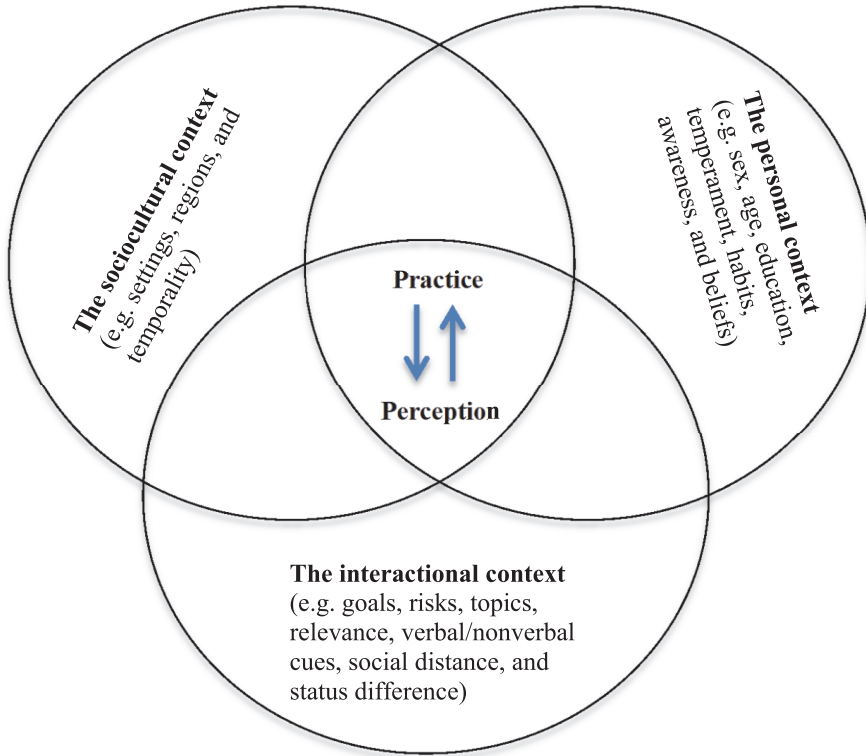 The sociocultural context
(e.g. settings, regions, and
temporality)
The personal context
(e.g. sex, age, education,
temperament, habits,
awareness, and beliefs)
Practice
Perception
The interactional context
(e.g. goals, risks, topics,
relevance, verbal/nonverbal
cues, social distance, and
status difference)